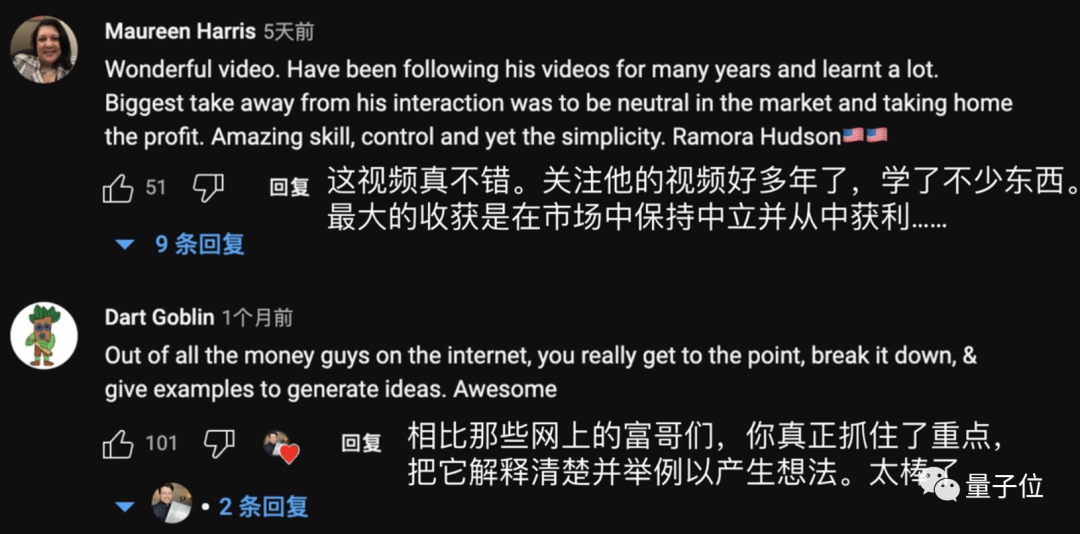 Maureen Harris 5天前
Wonderful video. Have been following his videos for many years and learnt a lot.
Biggest take away from his interaction was to be neutral in the market and taking home
the profit. Amazing skill, control and yet the simplicity. Ramora Hudson🇺🇸🇺🇸
51 回复
这视频真不错。关注他的视频好多年了，学了不少东西。
最大的收获是在市场中保持中立并从中获利……
9 条回复
Dart Goblin 1个月前
Out of all the money guys on the internet, you really get to the point, break it down, &
give examples to generate ideas. Awesome
101 回复
相比那些网上的富哥们，你真正抓住了重点，
把它解释清楚并举例以产生想法。太棒了
• 2 条回复
量子位